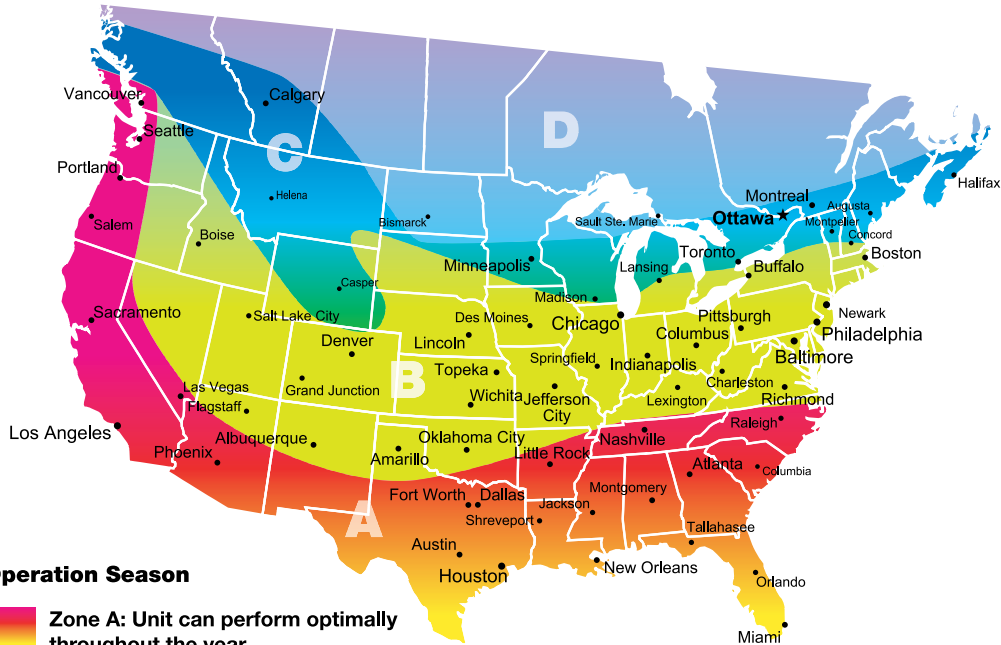 Vancouver
Calgary
Seattle
D
C
Portland
Helena
Halifax
Montreal
Augusta
Salem
Bismarck
Sault Ste. Marie
Ottawa
Montpelier
Concord
Boise
Toronto
Boston
Minneapolis
Lansing
Buffalo
Casper
Madison
Sacramento
Salt Lake City
Des Moines
Chicago
Pittsburgh
Newark
Denver
Lincoln
Columbus
Philadelphia
Springfield
Indianapolis
Baltimore
Topeka
B
Grand Junction
Charleston
Las Vegas
Wichita
Jefferson
City
Lexington
Richmond
Flagstaff
Raleigh
Los Angeles
Albuquerque
Oklahoma City
Nashville
Phoenix
Amarillo
Little Rock
Atlanta
Columbia
Montgomery
Fort Worth
Dallas
Jackson
A
Shreveport
Tallahasee
Austin
New Orleans
Houston
Orlando
peration Season
Zone A: Unit can perform optimally
throughout the year
Miami